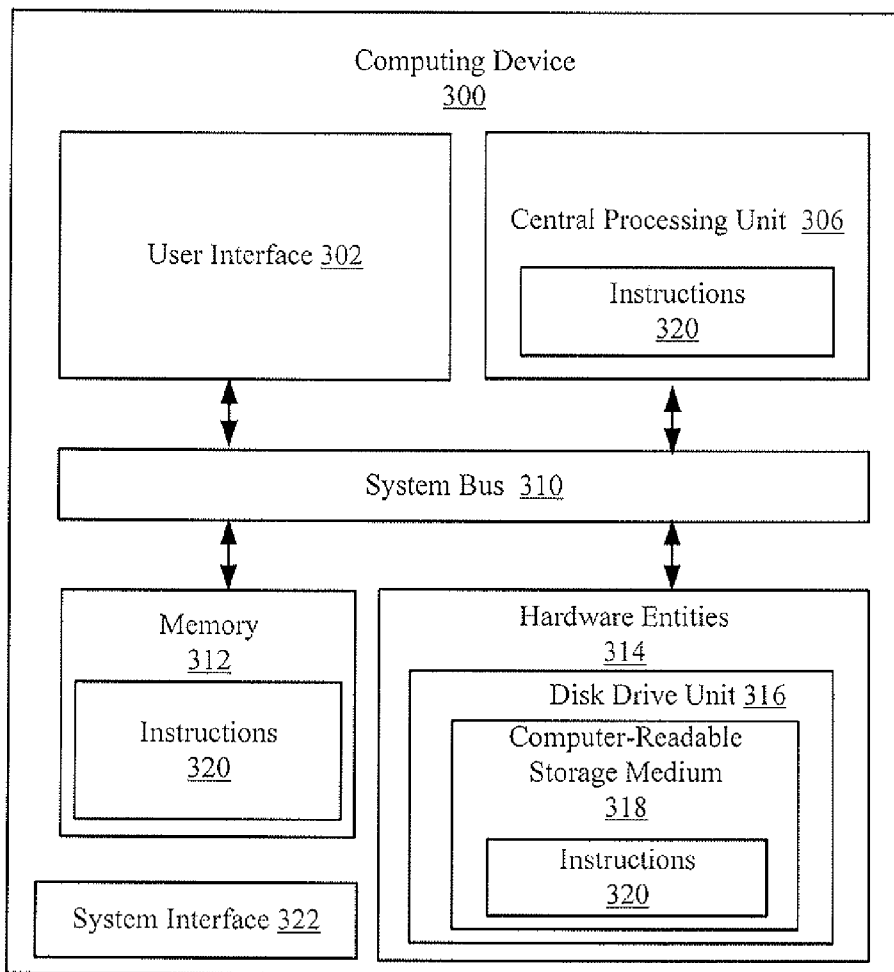 Computing Device
300
User Interface 302
Central Processing Unit 306
Instructions
320
System Bus 310
Memory
312
Instructions
320
Hardware Entities
314
Disk Drive Unit 316
Computer-Readable
Storage Medium
318
Instructions
320
System Interface 322